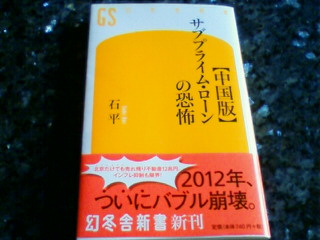 GS
【中国版】
サブプライム・ローン
の恐怖
石平
2012年、
ついにバブル崩壊。
幻冬舎新書 新刊